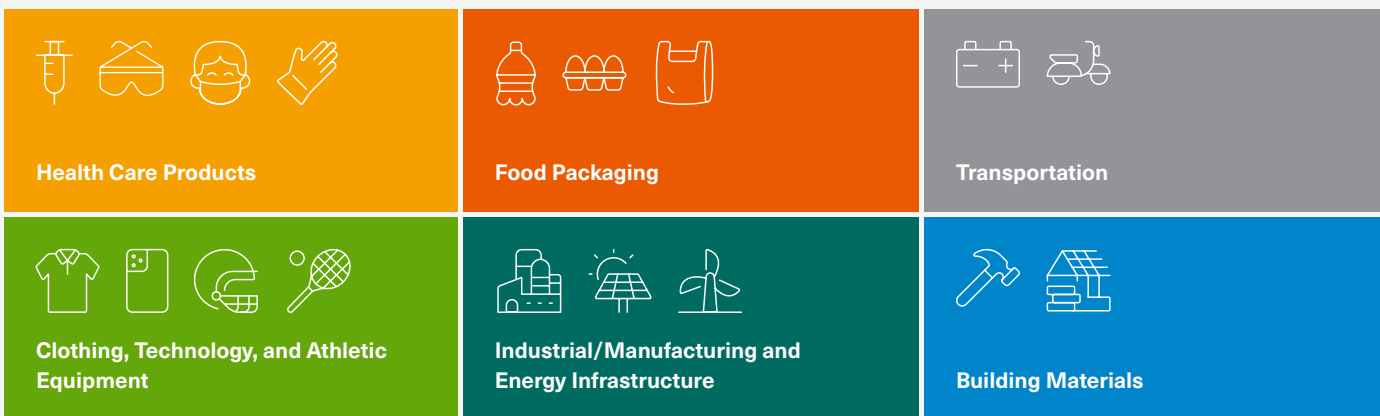 Health Care Products
Food Packaging
Transportation
Clothing, Technology, and Athletic
Equipment
Industrial/Manufacturing and
Energy Infrastructure
Building Materials